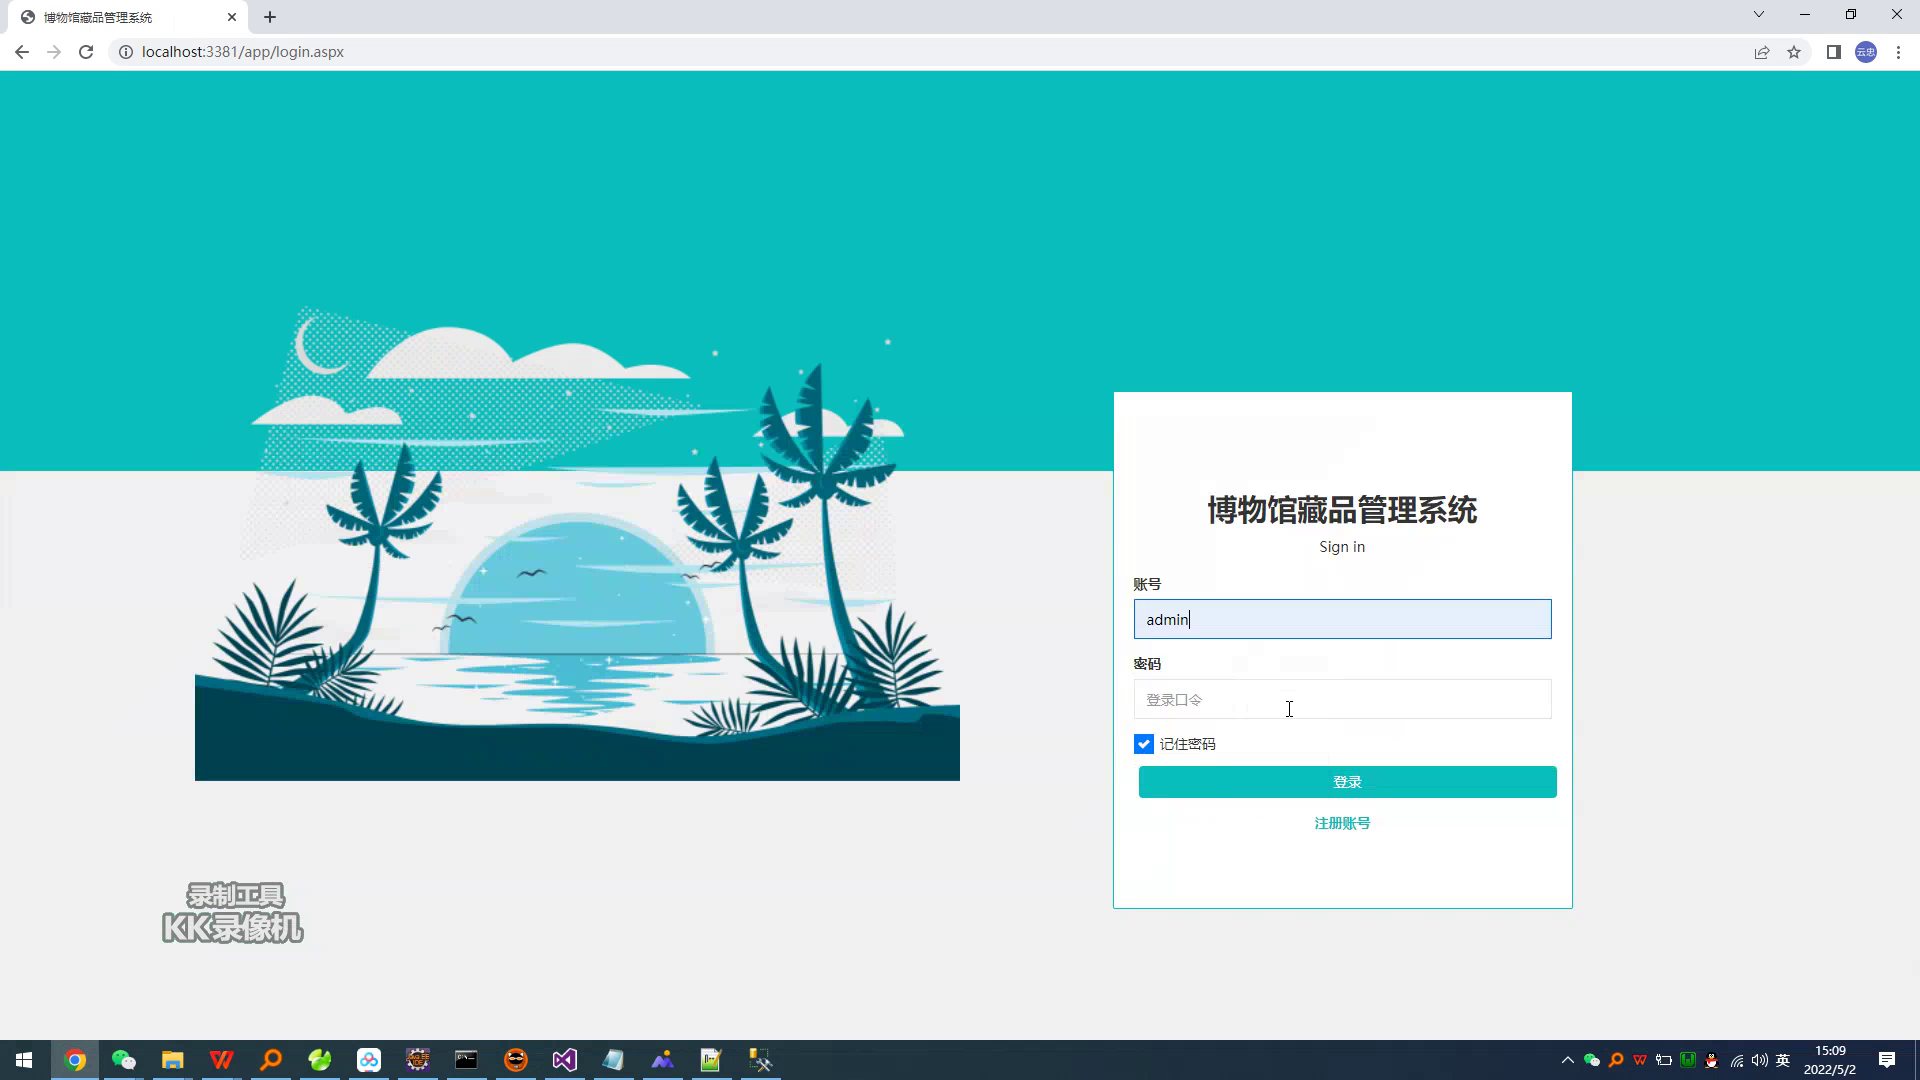 博物馆藏品管理系统
localhost:3381/app/login.aspx
云忠
博物馆藏品管理系统
Sign in
账号
admin
密码
登录口令
记住密码
登录
注册账号
录制工具
KK录像机
英
15:09
2022/5/2